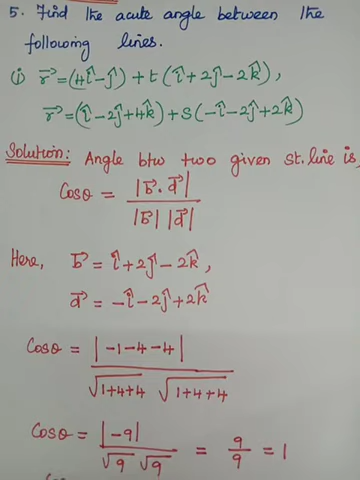 5. Find the acute angle between the
following lines.
(i) r⃗ = (4î - ĵ) + t (î + 2ĵ - 2k̂),
r⃗ = (î - 2ĵ + 4k̂) + s (-î - 2ĵ + 2k̂)
Solution: Angle btw two given st. line is,
Cosθ = |b⃗ . d⃗| / |b⃗| |d⃗|
Here, b⃗ = î + 2ĵ - 2k̂,
d⃗ = -î - 2ĵ + 2k̂
Cosθ = |-1-4-4| / √(1+4+4) √(1+4+4)
Cosθ = |-9| / √9 √9 = 9/9 = 1